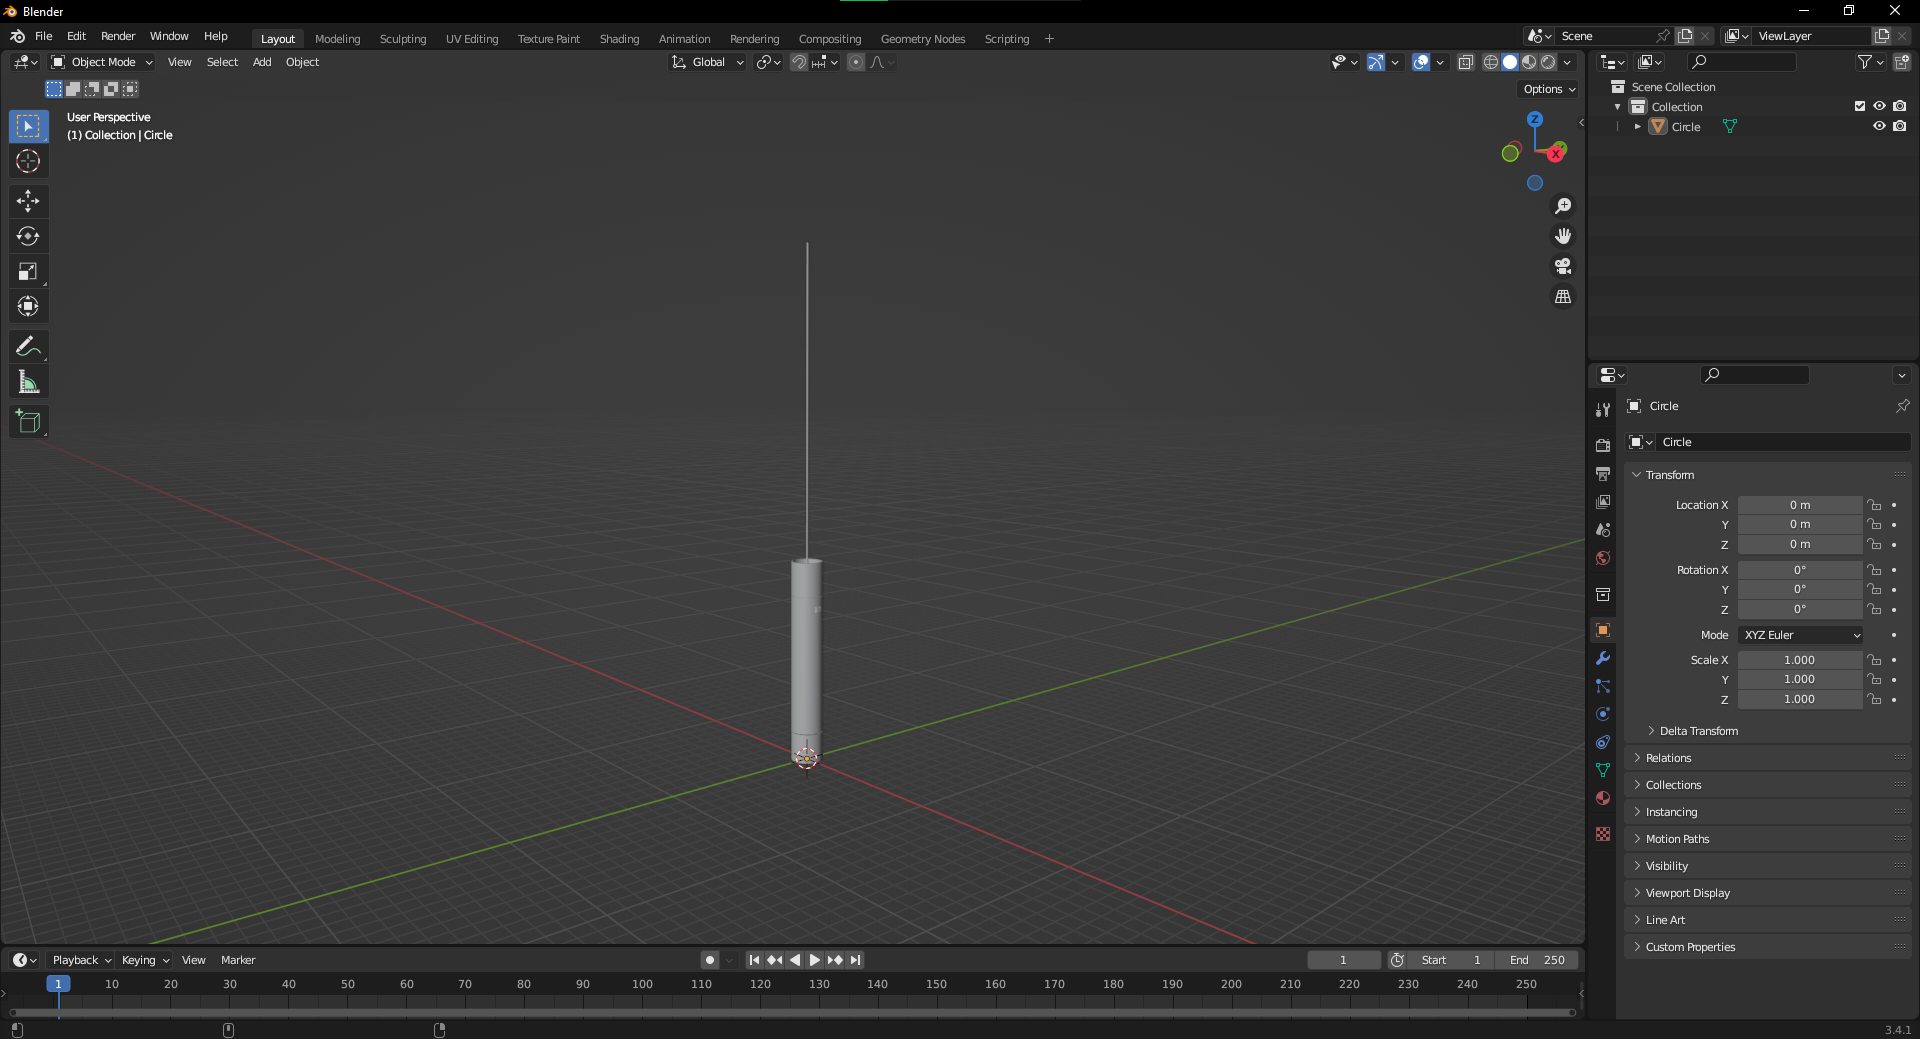 Blender
File Edit Render Window Help Layout Modeling Sculpting UV Editing Texture Paint Shading Animation Rendering Compositing Geometry Nodes Scripting + Scene ViewLayer
Object Mode View Select Add Object Global
Options
User Perspective
(1) Collection | Circle
Z
X
Scene Collection
Collection
Circle
Circle
Circle
Transform
Location X 0 m
Y 0 m
Z 0 m
Rotation X 0°
Y 0°
Z 0°
Mode XYZ Euler
Scale X 1.000
Y 1.000
Z 1.000
Delta Transform
Relations
Collections
Instancing
Motion Paths
Visibility
Viewport Display
Line Art
Custom Properties
Playback Keying View Marker 1 Start 1 End 250
1 10 20 30 40 50 60 70 80 90 100 110 120 130 140 150 160 170 180 190 200 210 220 230 240 250
3.4.1